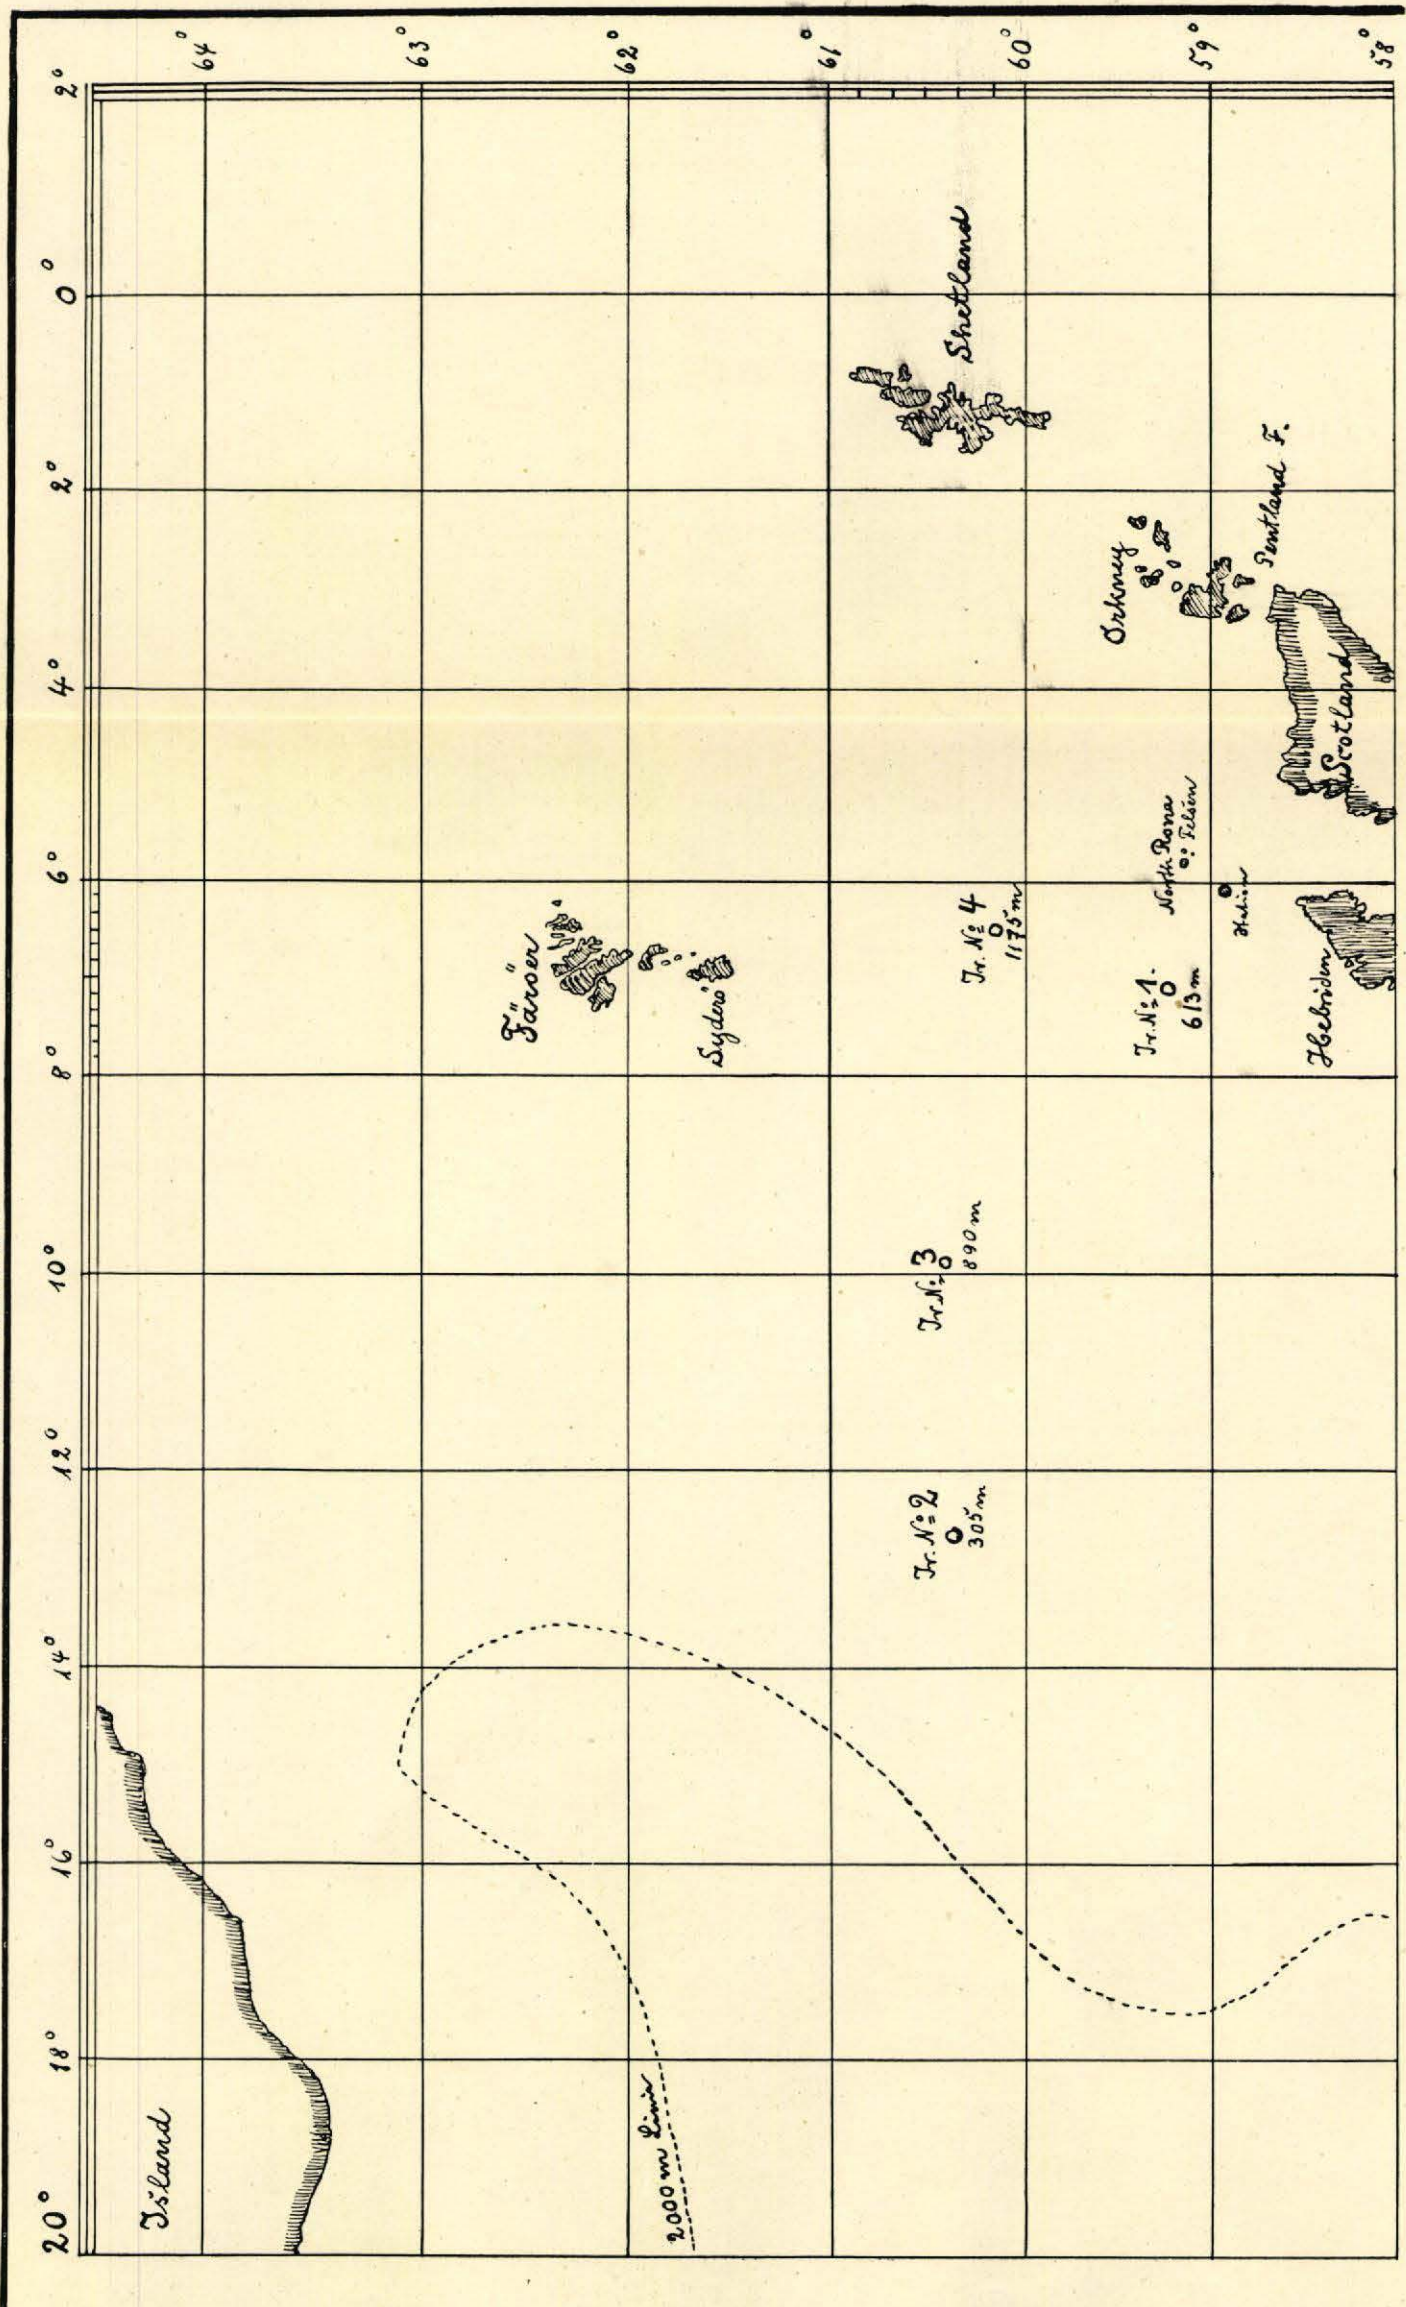 20°
18°
16°
14°
12°
10°
8°
6°
4°
2°
0°
2°
64°
63°
62°
61°
60°
59°
58°
Island
2000 m Linie
Färöer
Syderö
Shetland
Orkney
Pentland F.
Scotland
North Rona
Felsen
Hebriden
Tr. No 4
1175 m
Tr. No 1.
613 m
Tr. No 3
890 m
Tr. No 2
305 m